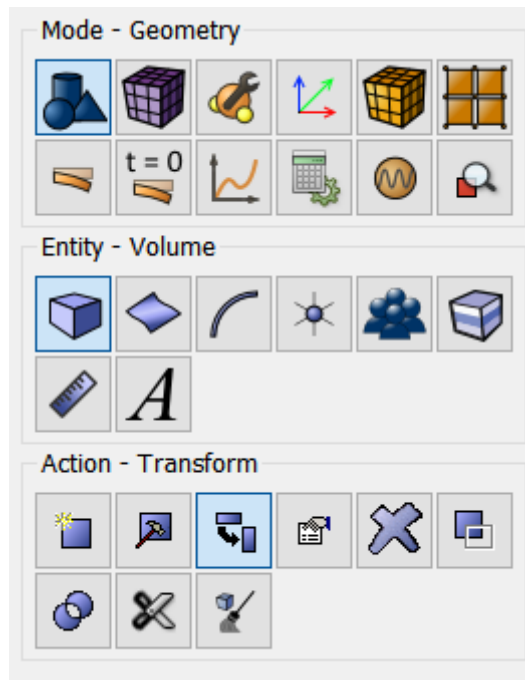 Mode - Geometry
t = 0
Entity - Volume
A
Action - Transform